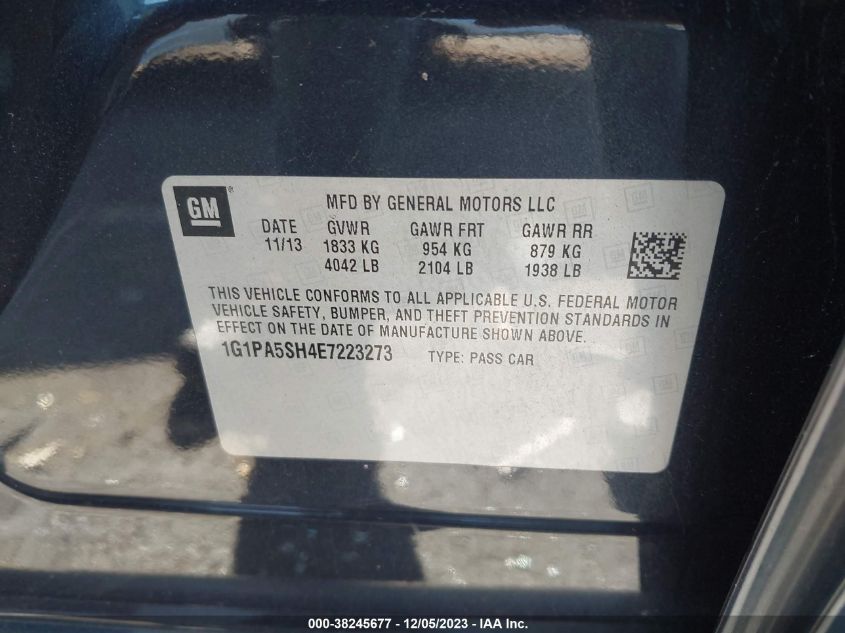 GM ®
MFD BY GENERAL MOTORS LLC
DATE GVWR GAWR FRT GAWR RR
11/13 1833 KG 954 KG 879 KG
4042 LB 2104 LB 1938 LB
THIS VEHICLE CONFORMS TO ALL APPLICABLE U.S. FEDERAL MOTOR
VEHICLE SAFETY, BUMPER, AND THEFT PREVENTION STANDARDS IN
EFFECT ON THE DATE OF MANUFACTURE SHOWN ABOVE.
1G1PA5SH4E7223273 TYPE: PASS CAR
000-38245677 - 12/05/2023 - IAA Inc.